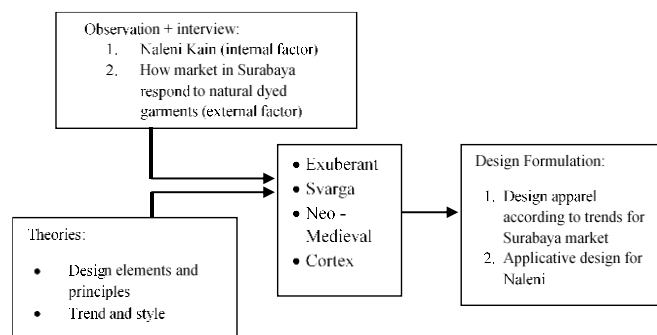 Observation + interview:
1. Naleni Kain (internal factor)
2. How market in Surabaya
respond to natural dyed
garments (external factor)
Theories:
• Design elements and
principles
• Trend and style
• Exuberant
• Svarga
• Neo -
Medieval
• Cortex
Design Formulation:
1. Design apparel
according to trends for
Surabaya market
2. Applicative design for
Naleni